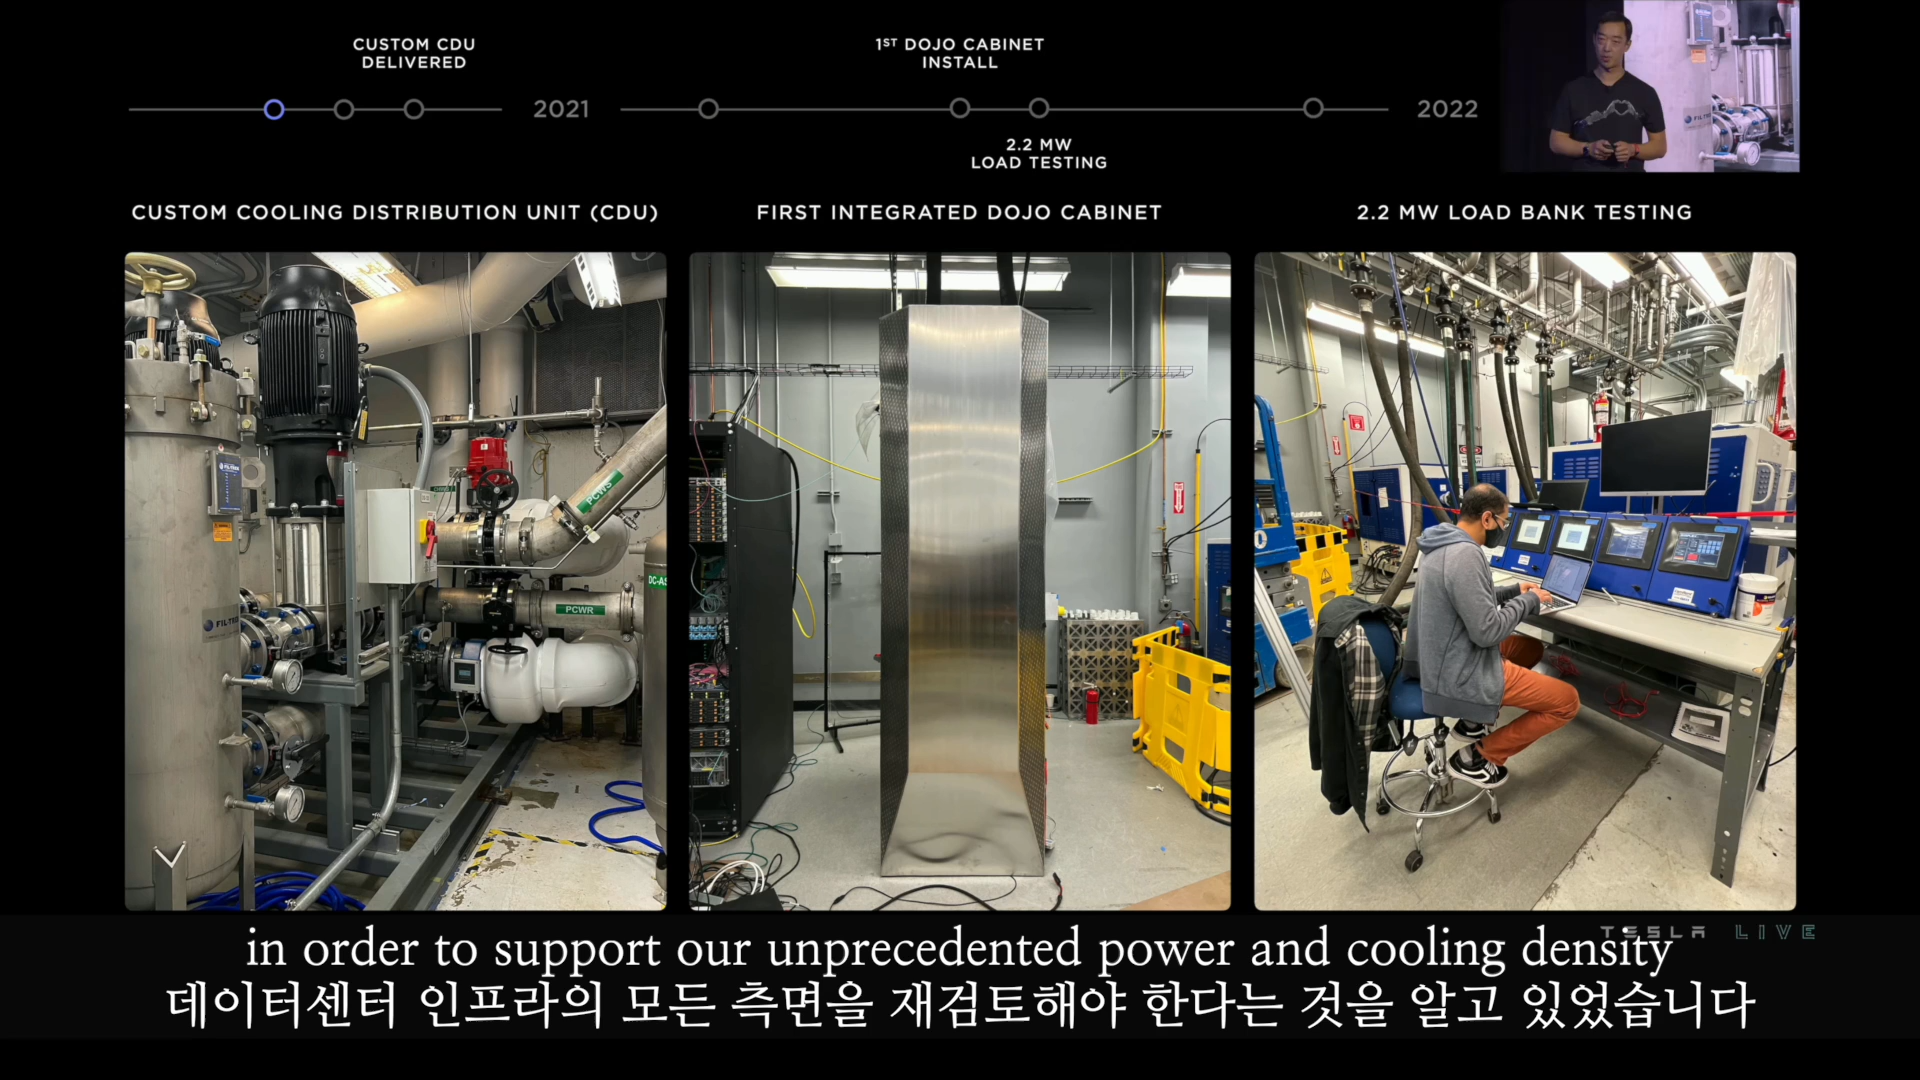 CUSTOM CDU
DELIVERED
1ST DOJO CABINET
INSTALL
2021
2022
2.2 MW
LOAD TESTING
CUSTOM COOLING DISTRIBUTION UNIT (CDU)
FIRST INTEGRATED DOJO CABINET
2.2 MW LOAD BANK TESTING
PCWS
PCWR
DC-AS
TESLA LIVE
in order to support our unprecedented power and cooling density
데이터센터 인프라의 모든 측면을 재검토해야 한다는 것을 알고 있었습니다